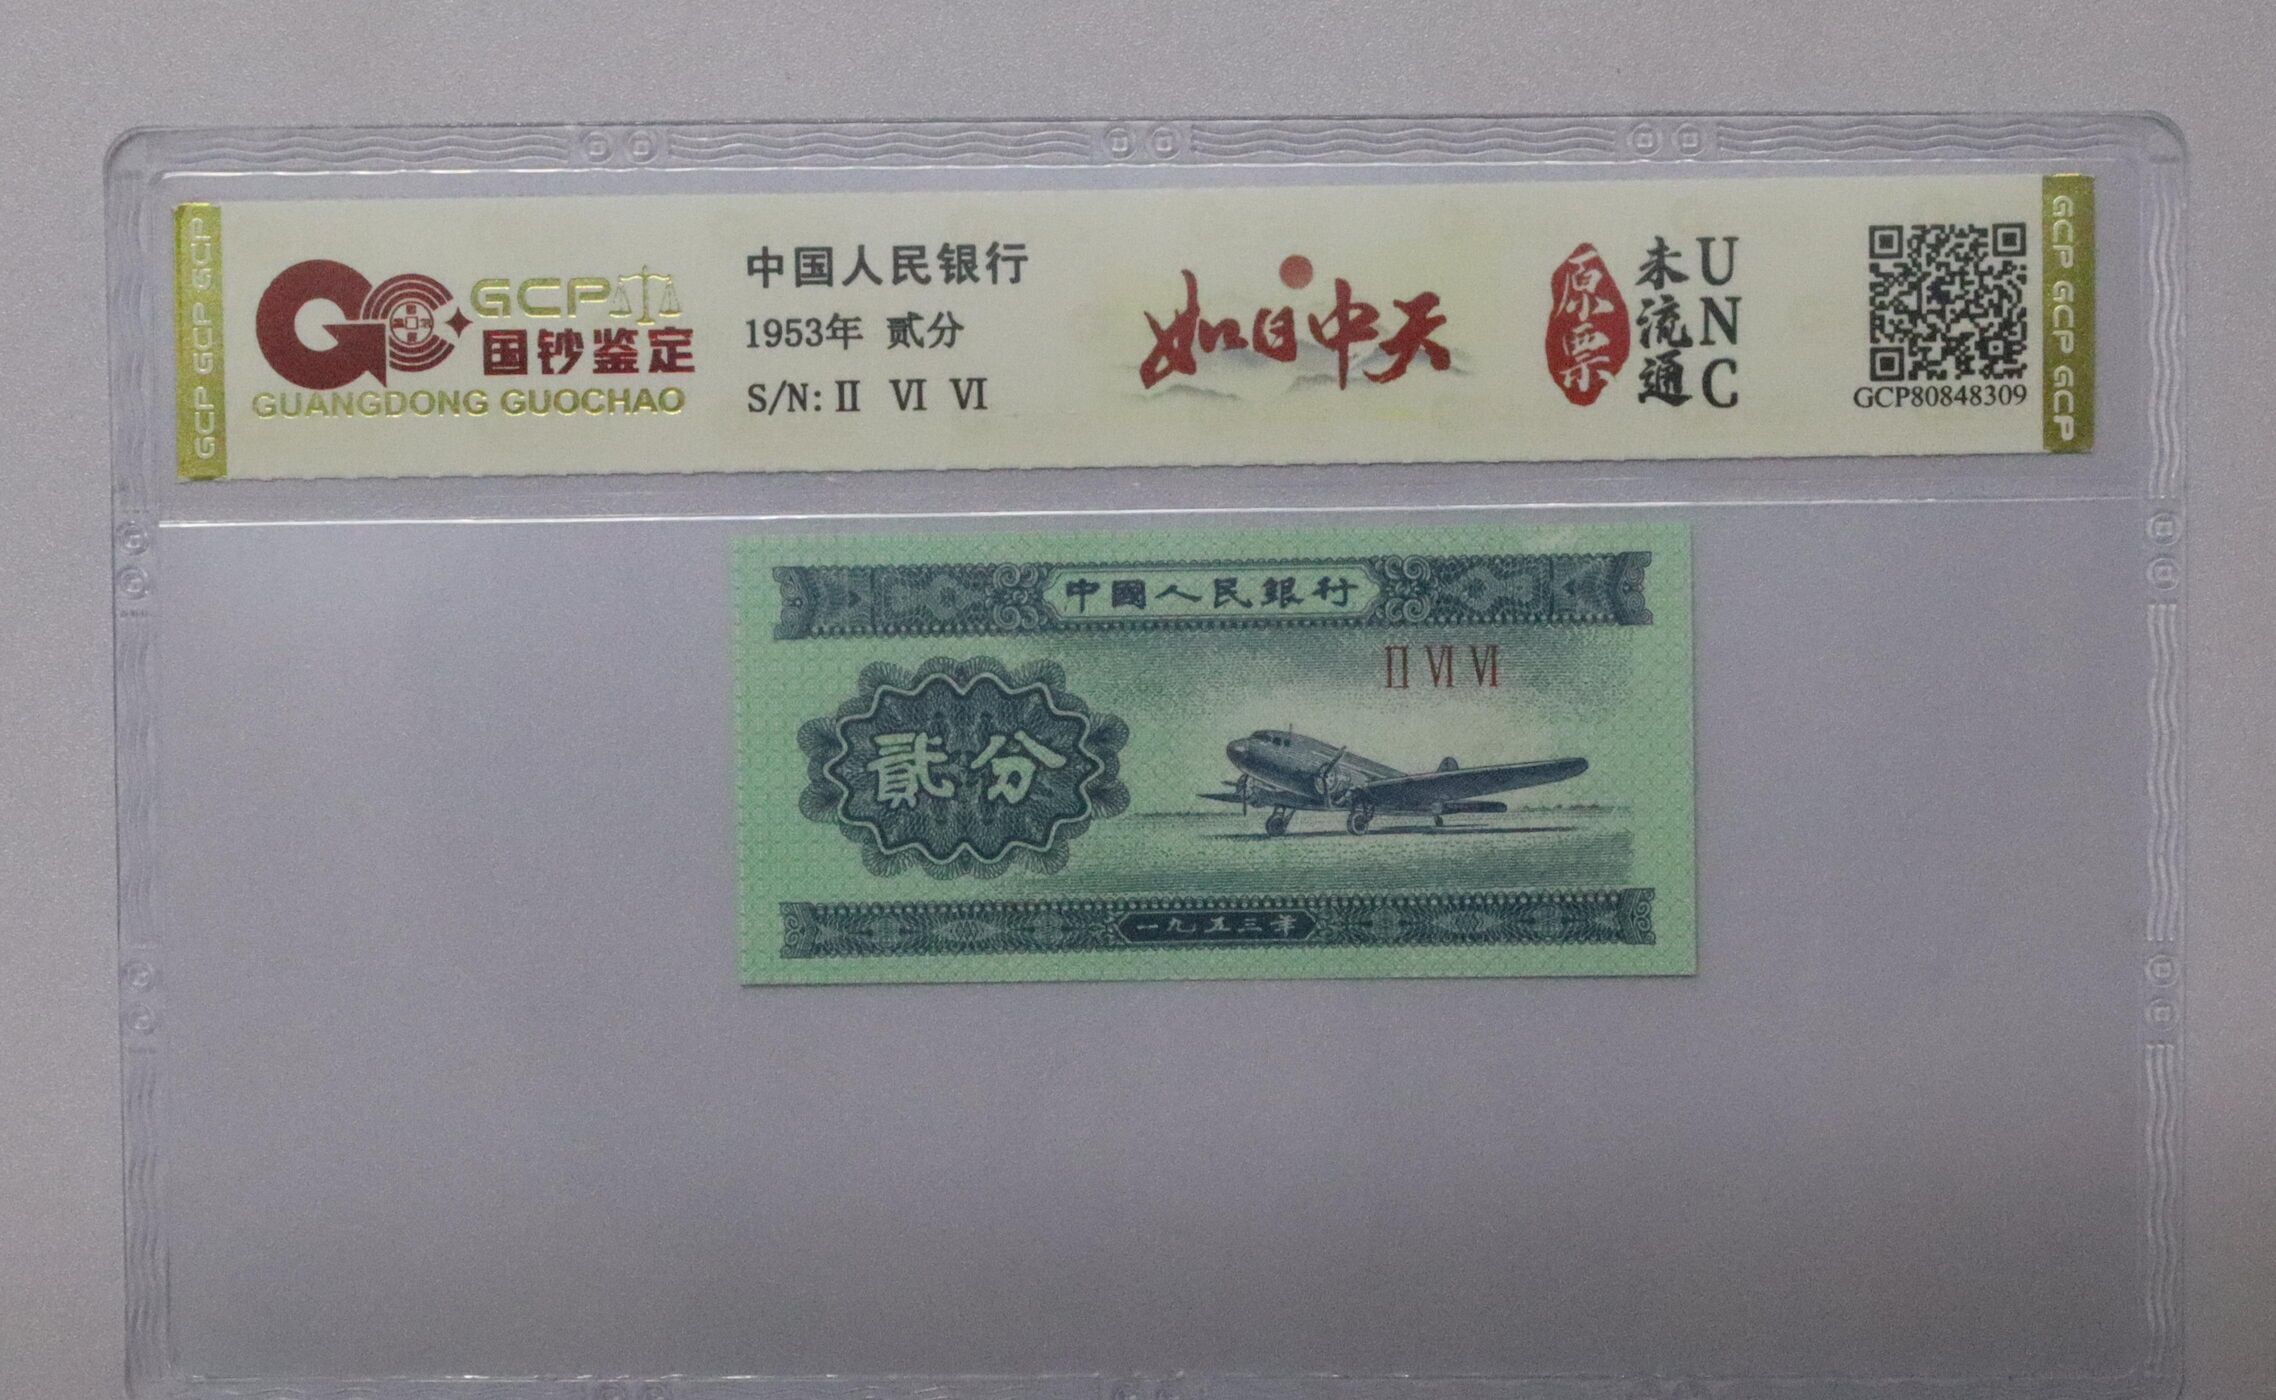 GCP GCP GCP
GCP
国钞鉴定
GUANGDONG GUOCHAO
中国人民银行
1953年 贰分
S/N: II VI VI
如日中天
原票
未流通
UNC
GCP80848309
GCP GCP GCP
中國人民銀行
II VI VI
貳分
一九五三年